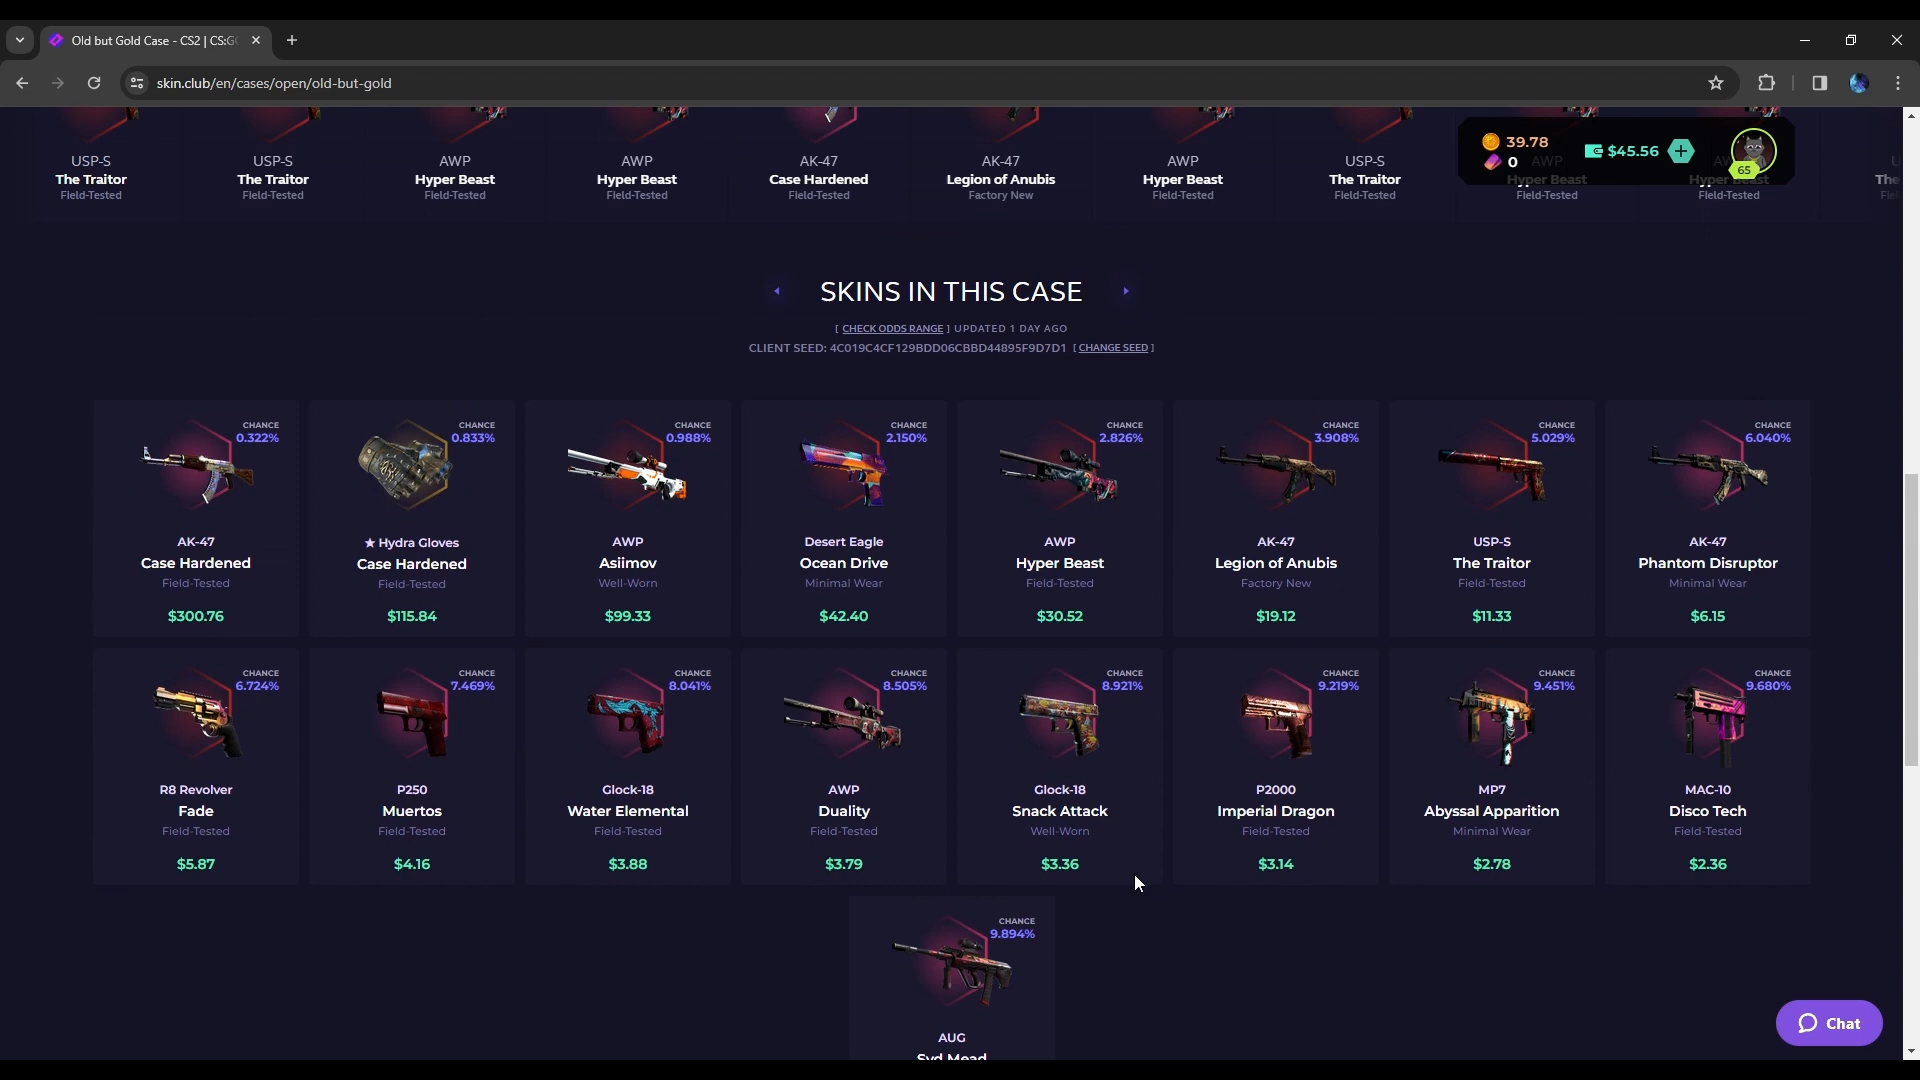 Old but Gold Case - CS2 | CS:G
skin.club/en/cases/open/old-but-gold
39.78
0
$45.56
65
USP-S
The Traitor
Field-Tested
USP-S
The Traitor
Field-Tested
AWP
Hyper Beast
Field-Tested
AWP
Hyper Beast
Field-Tested
AK-47
Case Hardened
Field-Tested
AK-47
Legion of Anubis
Factory New
AWP
Hyper Beast
Field-Tested
USP-S
The Traitor
Field-Tested
AWP
Hyper Beast
Field-Tested
Hyper Beast
Field-Tested
The
SKINS IN THIS CASE
[ CHECK ODDS RANGE ] UPDATED 1 DAY AGO
CLIENT SEED: 4C019C4CF129BDD06CBBD44895F9D7D1 [ CHANGE SEED ]
CHANCE
0.322%
AK-47
Case Hardened
Field-Tested
$300.76
CHANCE
0.833%
★ Hydra Gloves
Case Hardened
Field-Tested
$115.84
CHANCE
0.988%
AWP
Asiimov
Well-Worn
$99.33
CHANCE
2.150%
Desert Eagle
Ocean Drive
Minimal Wear
$42.40
CHANCE
2.826%
AWP
Hyper Beast
Field-Tested
$30.52
CHANCE
3.908%
AK-47
Legion of Anubis
Factory New
$19.12
CHANCE
5.029%
USP-S
The Traitor
Field-Tested
$11.33
CHANCE
6.040%
AK-47
Phantom Disruptor
Minimal Wear
$6.15
CHANCE
6.724%
R8 Revolver
Fade
Field-Tested
$5.87
CHANCE
7.469%
P250
Muertos
Field-Tested
$4.16
CHANCE
8.041%
Glock-18
Water Elemental
Field-Tested
$3.88
CHANCE
8.505%
AWP
Duality
Field-Tested
$3.79
CHANCE
8.921%
Glock-18
Snack Attack
Well-Worn
$3.36
CHANCE
9.219%
P2000
Imperial Dragon
Field-Tested
$3.14
CHANCE
9.451%
MP7
Abyssal Apparition
Minimal Wear
$2.78
CHANCE
9.680%
MAC-10
Disco Tech
Field-Tested
$2.36
CHANCE
9.894%
AUG
Syd Mead
Chat